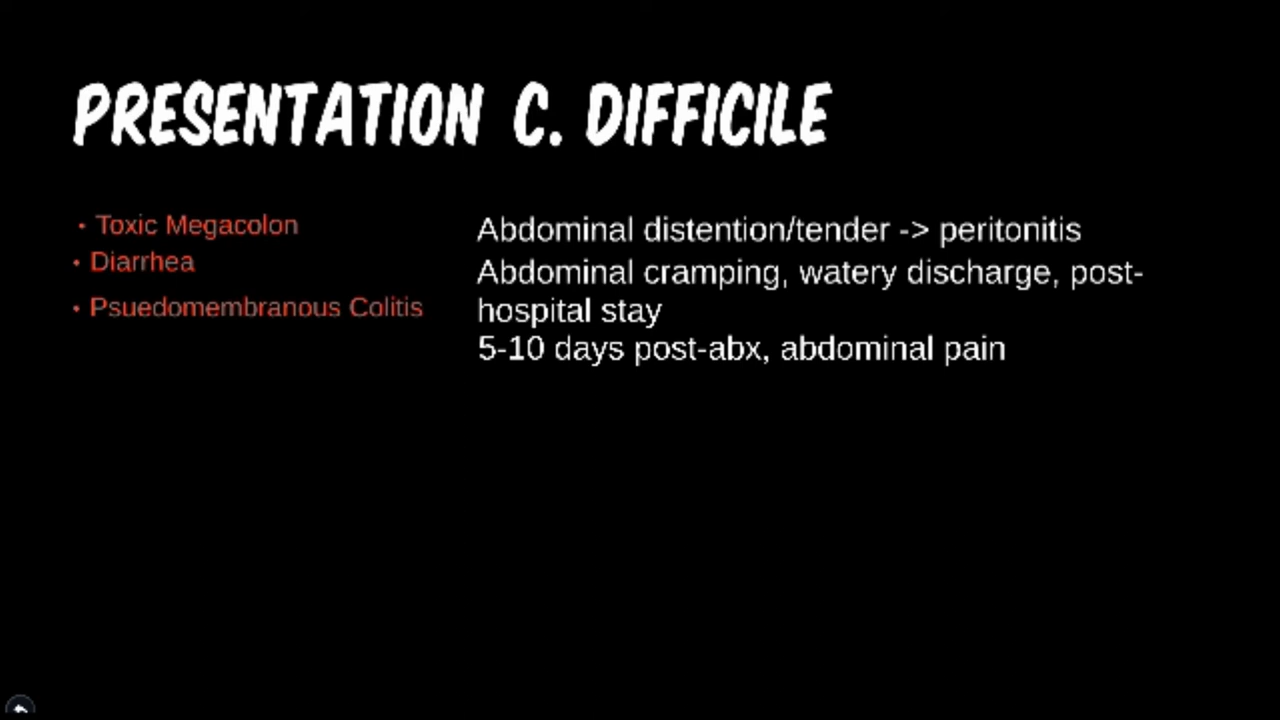 PRESENTATION C. DIFFICILE
• Toxic Megacolon
• Diarrhea
• Psuedomembranous Colitis
Abdominal distention/tender -> peritonitis
Abdominal cramping, watery discharge, post-
hospital stay
5-10 days post-abx, abdominal pain